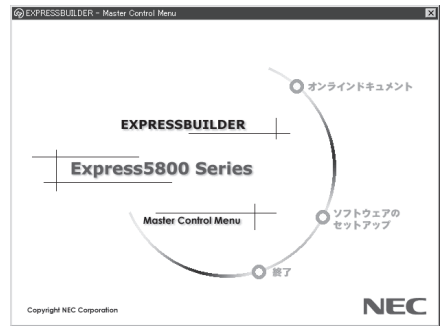 EXPRESSBUILDER - Master Control Menu
オンラインドキュメント
EXPRESSBUILDER
Express5800 Series
Master Control Menu
ソフトウェアの
セットアップ
終了
Copyright NEC Corporation
NEC